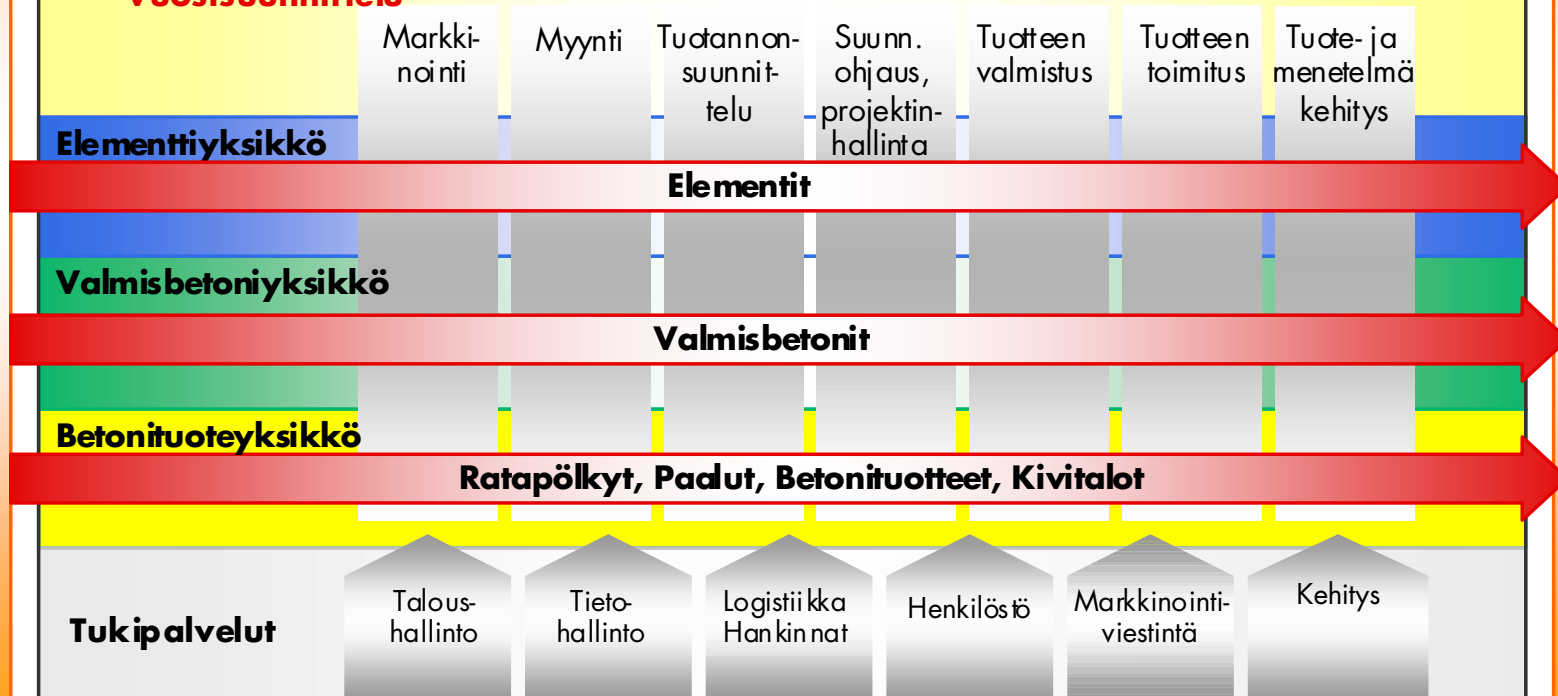 Vuosisuunnittelu
Markki-
nointi
Myynti
Tuotannon-
suunnit-
telu
Suunn.
ohjaus,
projektin-
hallinta
Tuotteen
valmistus
Tuotteen
toimitus
Tuote- ja
menetelmä
kehitys
Elementtiyksikkö
Elementit
Valmisbetoniyksikkö
Valmisbetonit
Betonituoteyksikkö
Ratapölkyt, Paalut, Betonituotteet, Kivitalot
Tukipalvelut
Talous-
hallinto
Tieto-
hallinto
Logistiikka
Hankinnat
Henkilöstö
Markkinointi-
viestintä
Kehitys